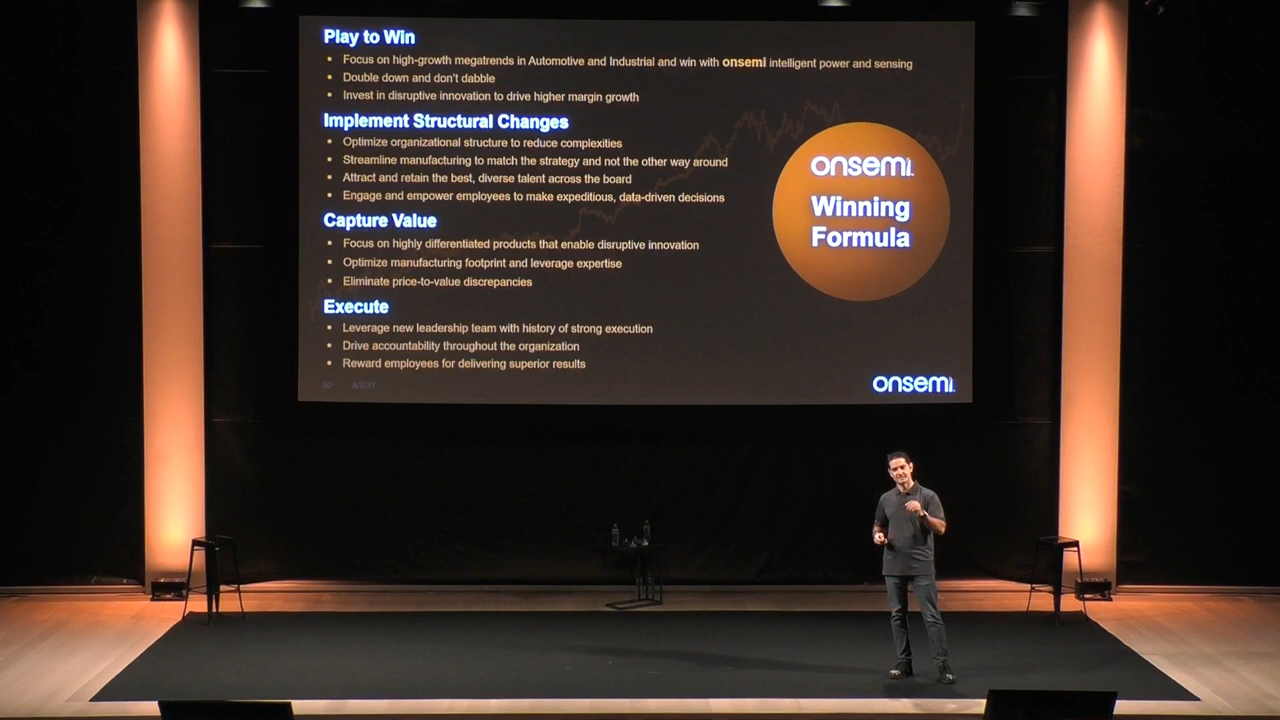 Play to Win
Focus on high-growth megatrends in Automotive and Industrial and win with onsemi intelligent power and sensing
Double down and don't dabble
Invest in disruptive innovation to drive higher margin growth
Implement Structural Changes
Optimize organizational structure to reduce complexities
Streamline manufacturing to match the strategy and not the other way around
Attract and retain the best, diverse talent across the board
Engage and empower employees to make expeditious, data-driven decisions
Capture Value
Focus on highly differentiated products that enable disruptive innovation
Optimize manufacturing footprint and leverage expertise
Eliminate price-to-value discrepancies
Execute
Leverage new leadership team with history of strong execution
Drive accountability throughout the organization
Reward employees for delivering superior results
onsemi
Winning
Formula
onsemi